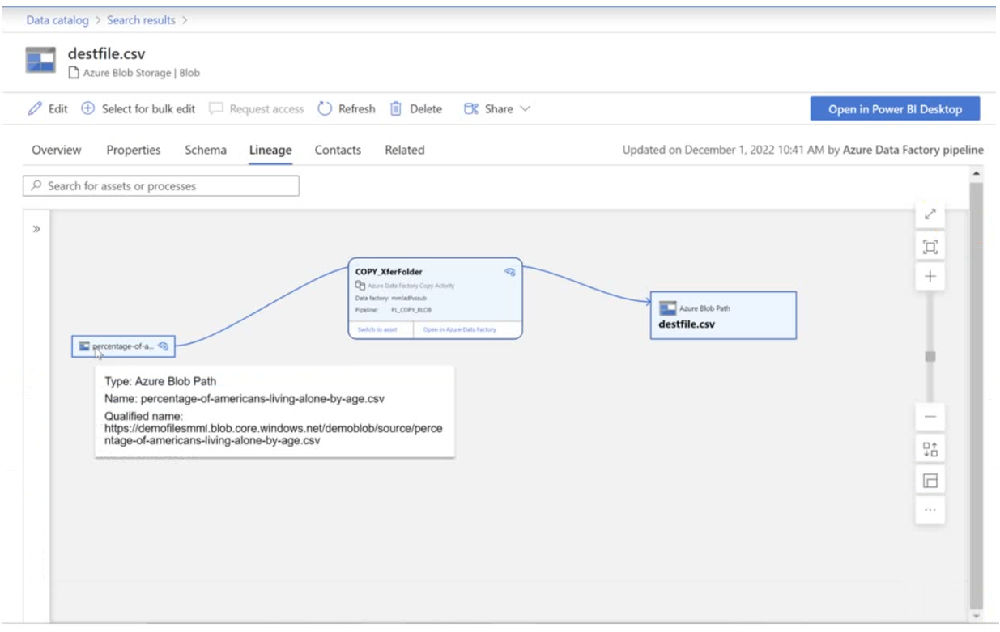 Data catalog > Search results >
destfile.csv
Azure Blob Storage | Blob
Edit Select for bulk edit Request access Refresh Delete Share Open in Power BI Desktop
Overview Properties Schema Lineage Contacts Related Updated on December 1, 2022 10:41 AM by Azure Data Factory pipeline
Search for assets or processes
COPY_XferFolder
Azure Data Factory Copy Activity
Data factory: mmladfvssub
Pipeline: PL_COPY_BLOB
Switch to asset Open in Azure Data Factory
Azure Blob Path
destfile.csv
percentage-of-a...
Type: Azure Blob Path
Name: percentage-of-americans-living-alone-by-age.csv
Qualified name:
https://demofilesmml.blob.core.windows.net/demoblob/source/perce
ntage-of-americans-living-alone-by-age.csv